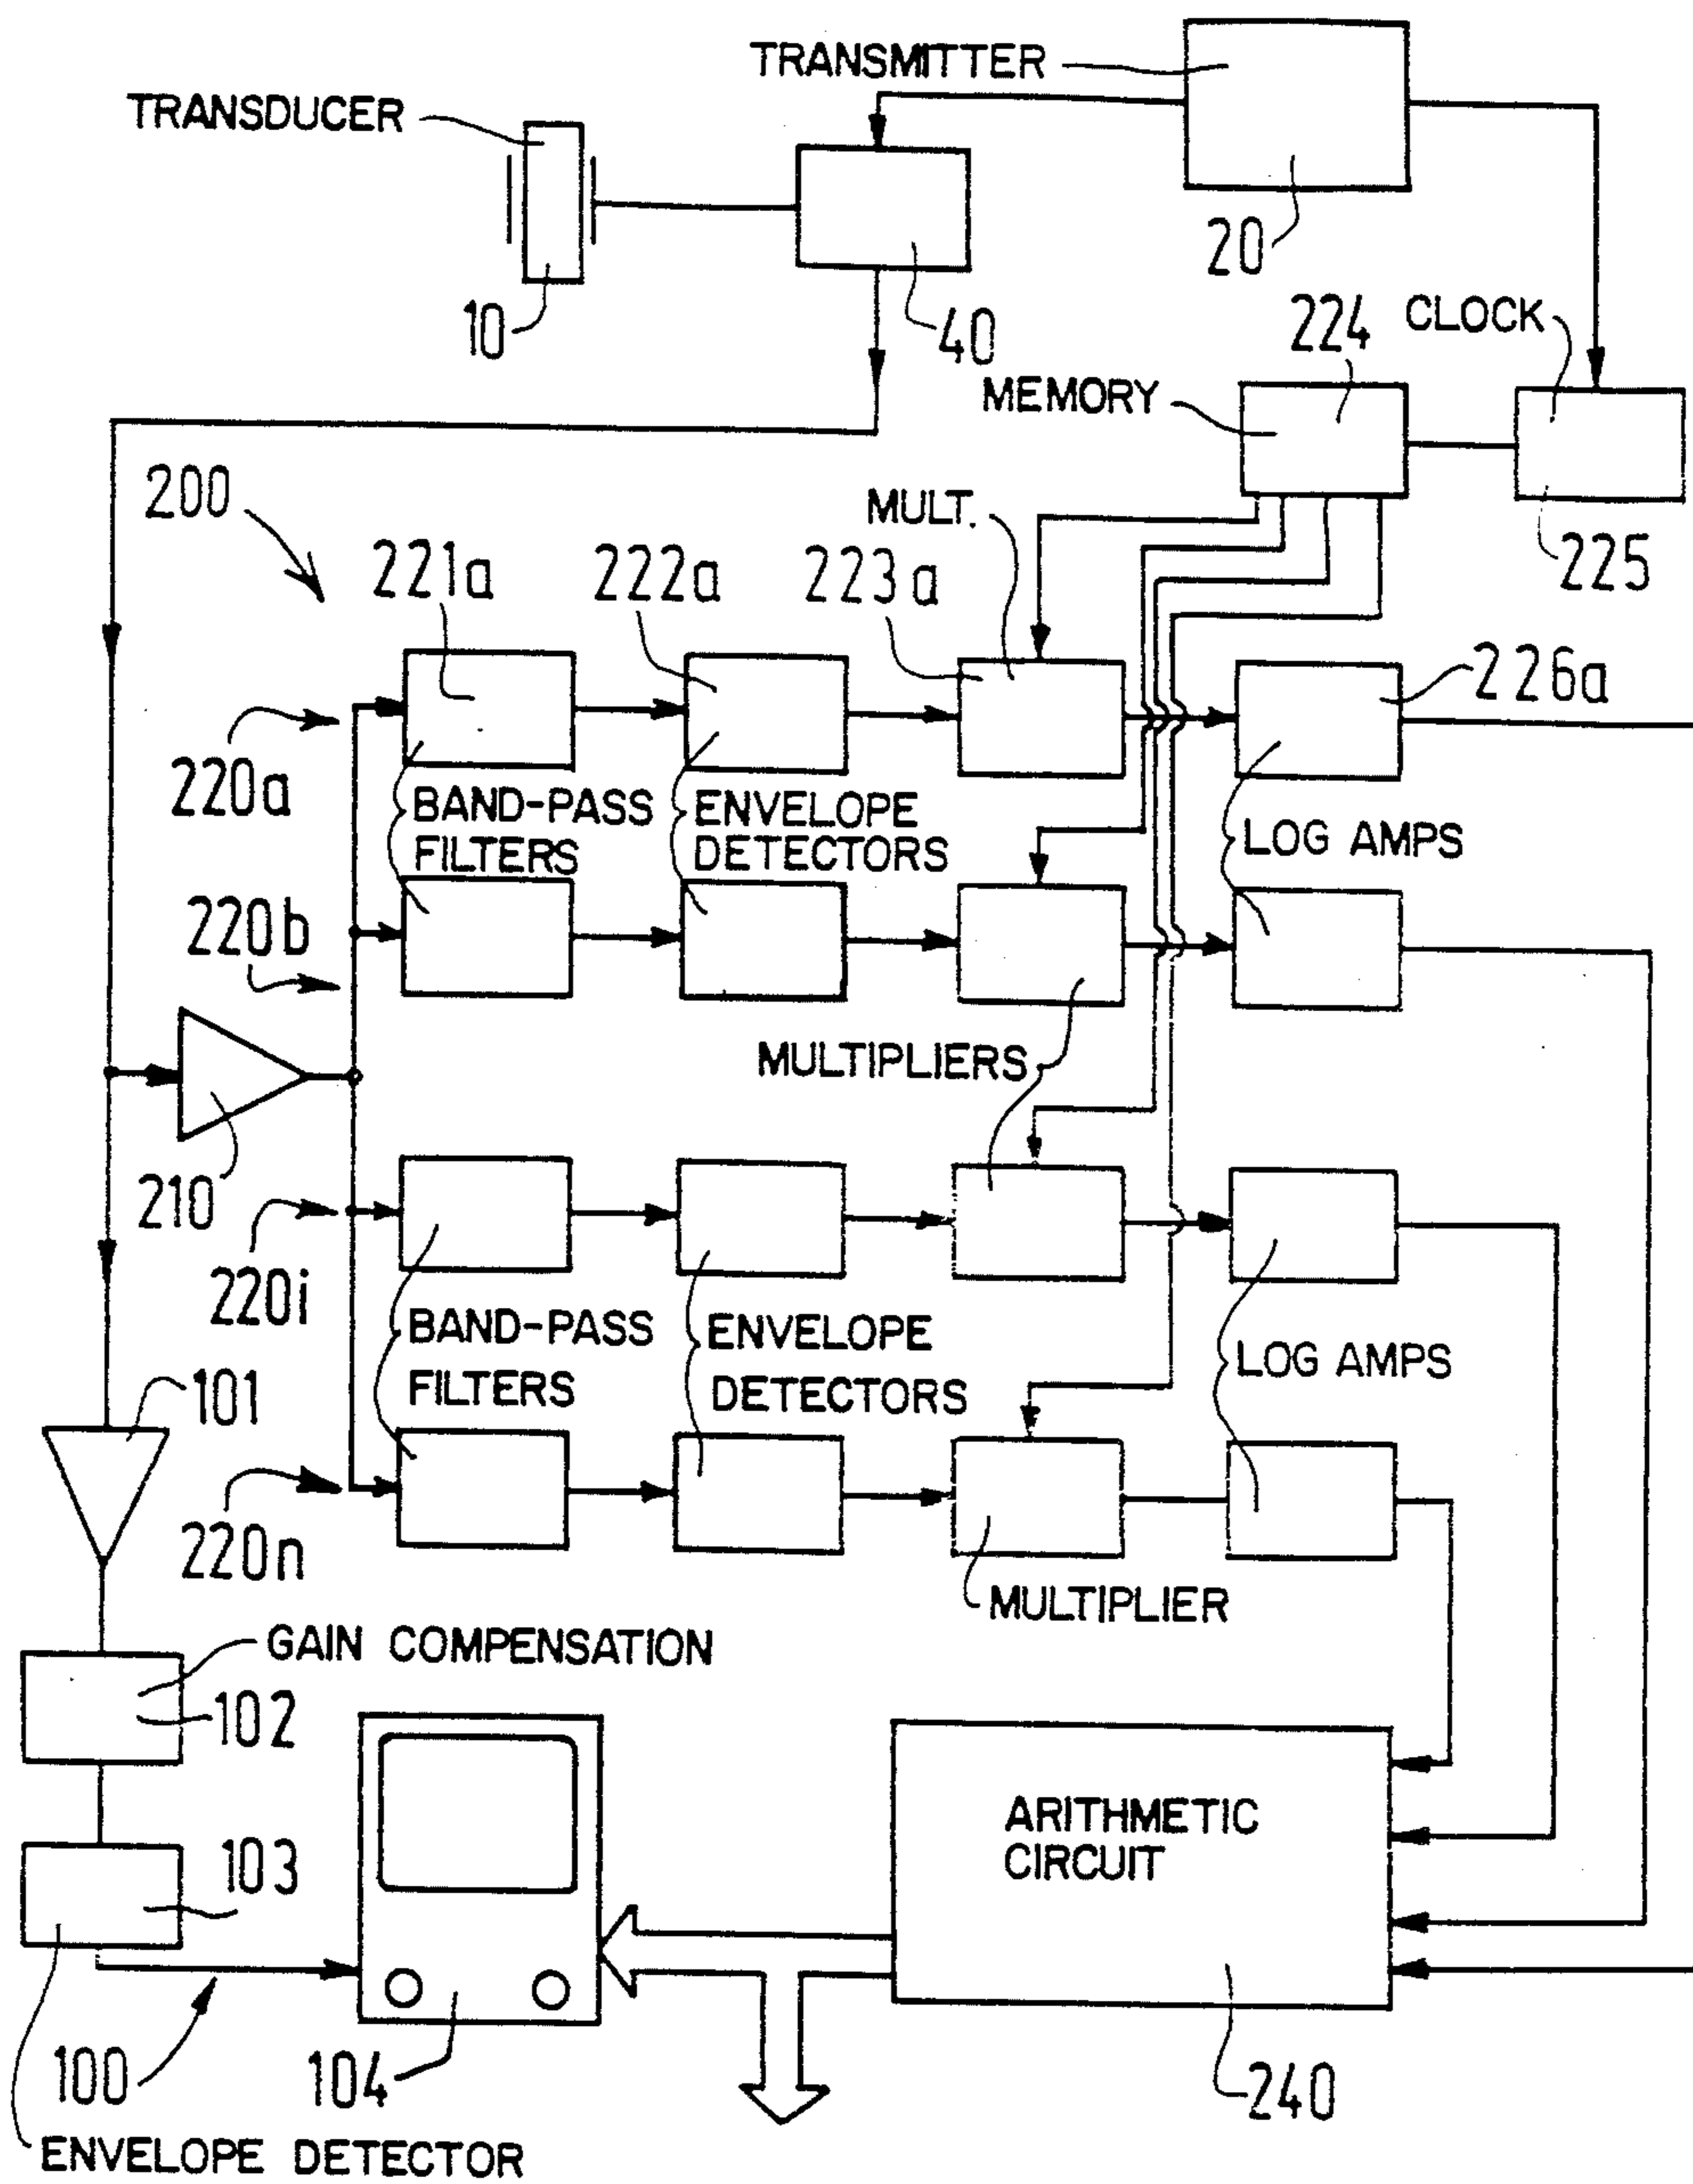 TRANSMITTER
TRANSDUCER
20
10
40
224
CLOCK
MEMORY
200
MULT.
221a
222a
223a
225
226a
220a
BAND-PASS
FILTERS
ENVELOPE
DETECTORS
LOG AMPS
220b
MULTIPLIERS
210
220i
BAND-PASS
FILTERS
ENVELOPE
DETECTORS
LOG AMPS
101
220n
MULTIPLIER
GAIN COMPENSATION
102
ARITHMETIC
CIRCUIT
103
100
104
240
ENVELOPE DETECTOR